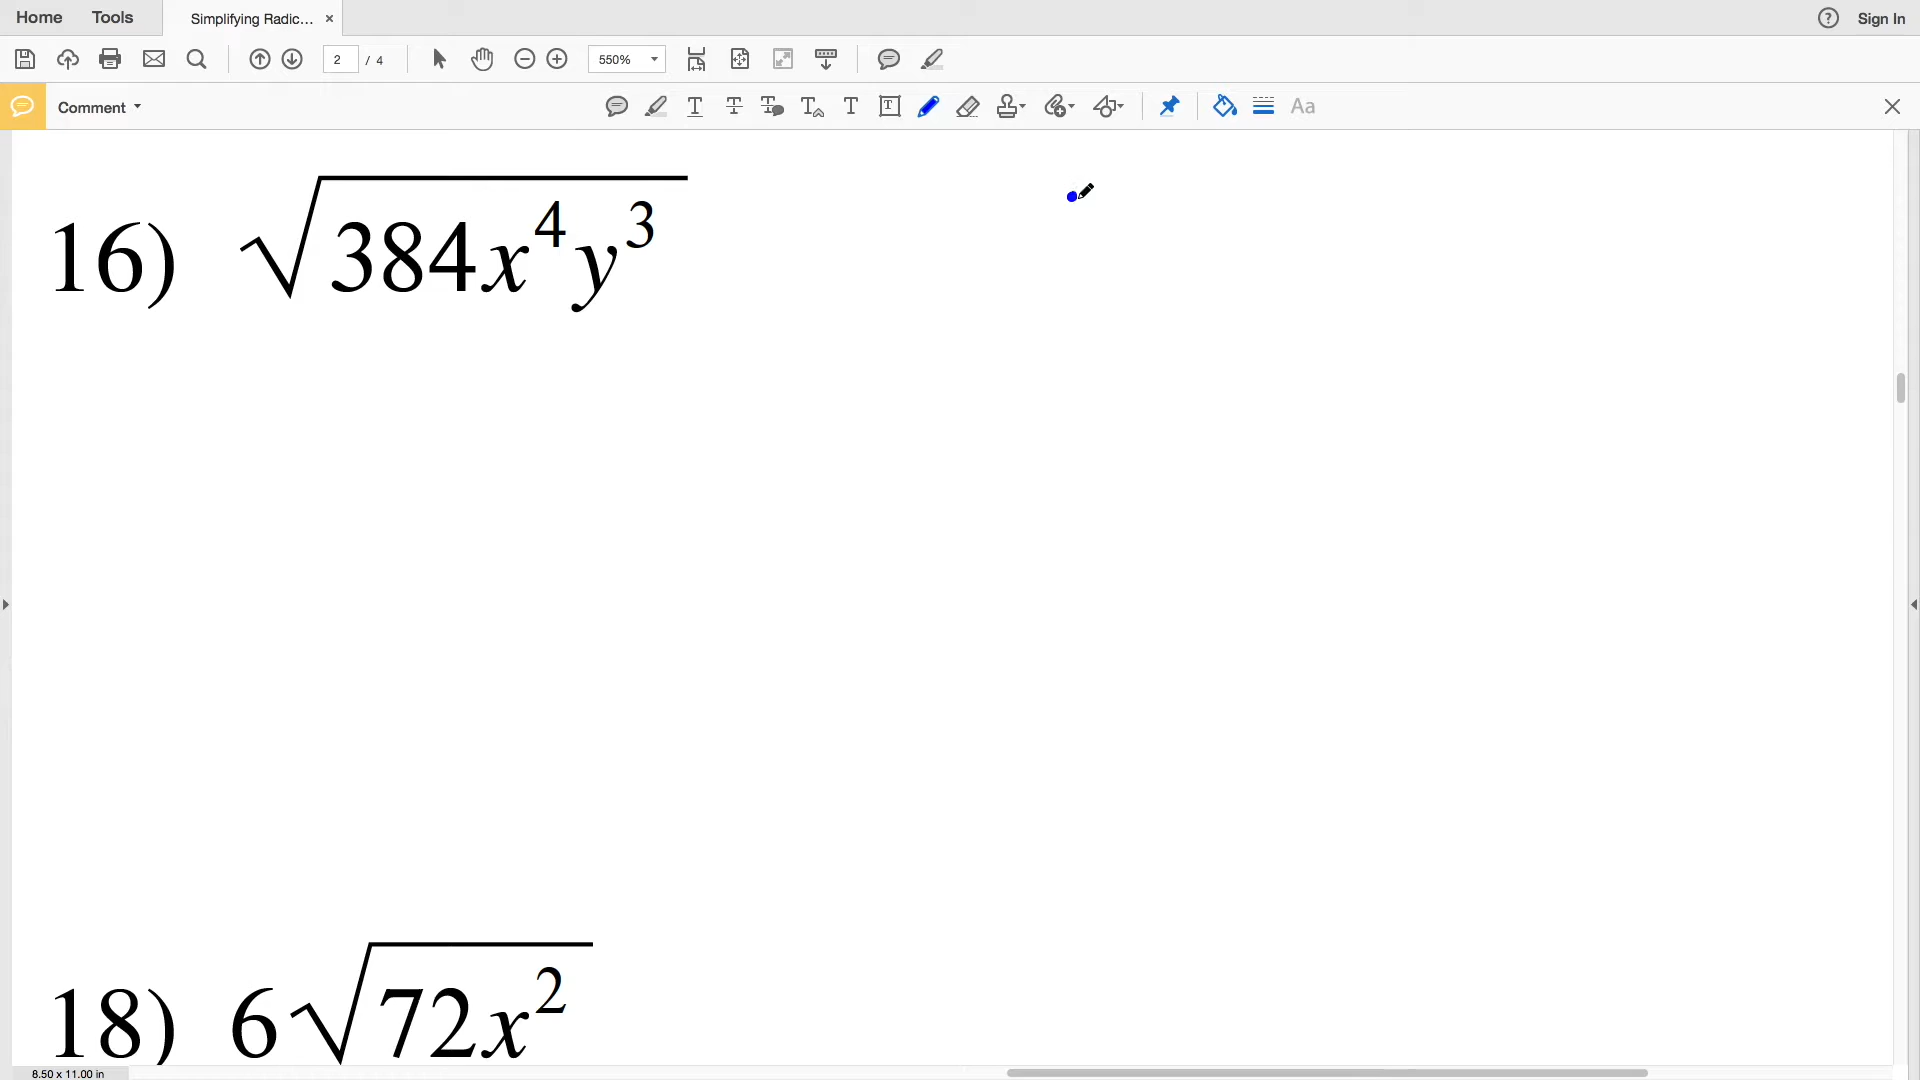 Home Tools Simplifying Radic... × Sign In
2 / 4 550%
Comment Aa
16) √384x⁴y³
18) 6√72x²
8.50 x 11.00 in